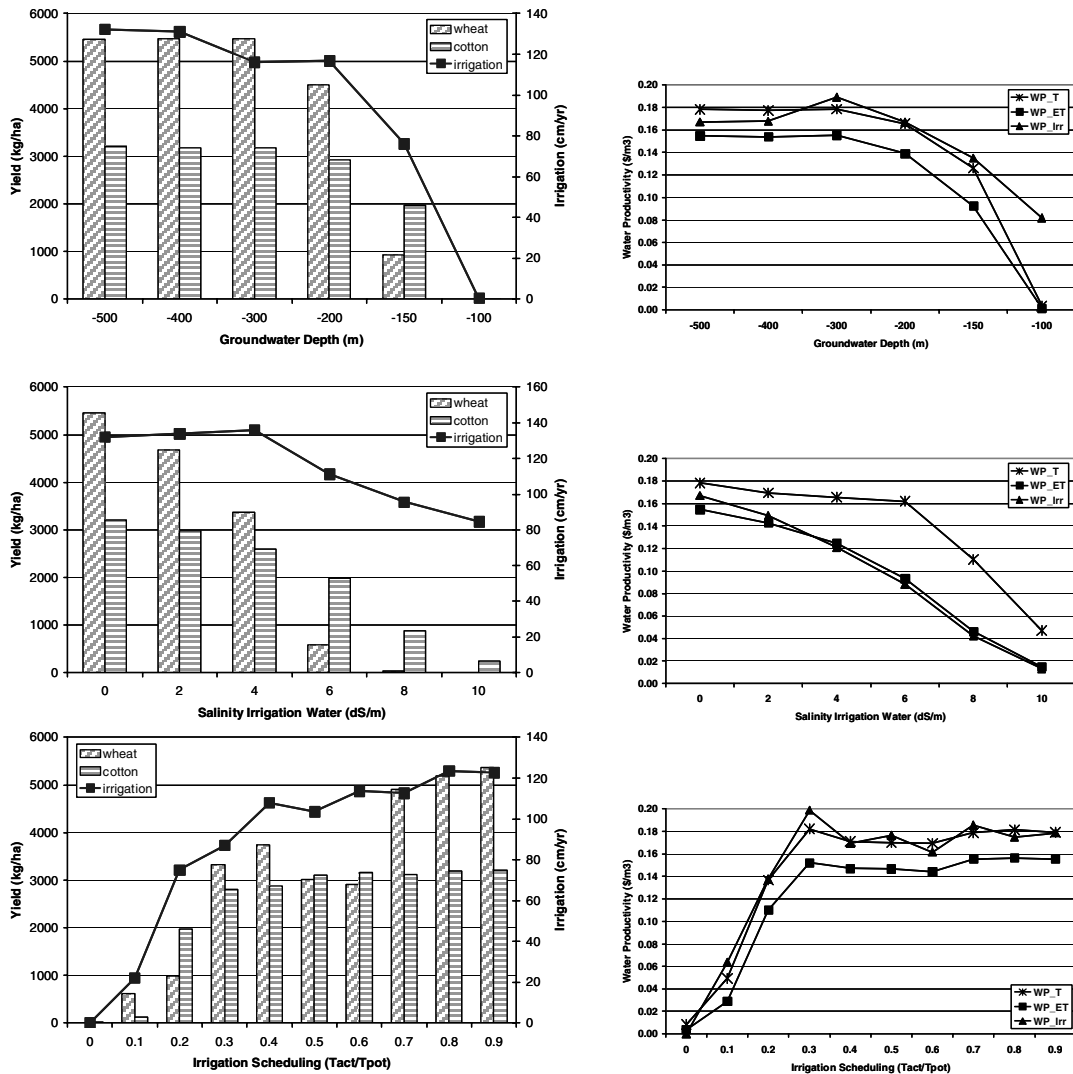 6000
5000
4000
3000
2000
1000
0
Yield (kg/ha)
140
120
100
80
60
40
20
0
Irrigation (cm/yr)
wheat
cotton
irrigation
-500 -400 -300 -200 -150 -100
Groundwater Depth (m)
0.20
0.18
0.16
0.14
0.12
0.10
0.08
0.06
0.04
0.02
0.00
Water Productivity ($/m3)
WP_T
WP_ET
WP_Irr
-500 -400 -300 -200 -150 -100
Groundwater Depth (m)
6000
5000
4000
3000
2000
1000
0
Yield (kg/ha)
160
140
120
100
80
60
40
20
0
Irrigation (cm/yr)
wheat
cotton
irrigation
0 2 4 6 8 10
Salinity Irrigation Water (dS/m)
0.20
0.18
0.16
0.14
0.12
0.10
0.08
0.06
0.04
0.02
0.00
Water Productivity ($/m3)
WP_T
WP_ET
WP_Irr
0 2 4 6 8 10
Salinity Irrigation Water (dS/m)
6000
5000
4000
3000
2000
1000
0
Yield (kg/ha)
140
120
100
80
60
40
20
0
Irrigation (cm/yr)
wheat
cotton
irrigation
0 0.1 0.2 0.3 0.4 0.5 0.6 0.7 0.8 0.9
Irrigation Scheduling (Tact/Tpot)
0.20
0.18
0.16
0.14
0.12
0.10
0.08
0.06
0.04
0.02
0.00
Water Productivity ($/m3)
WP_T
WP_ET
WP_Irr
0 0.1 0.2 0.3 0.4 0.5 0.6 0.7 0.8 0.9
Irrigation Scheduling (Tact/Tpot)